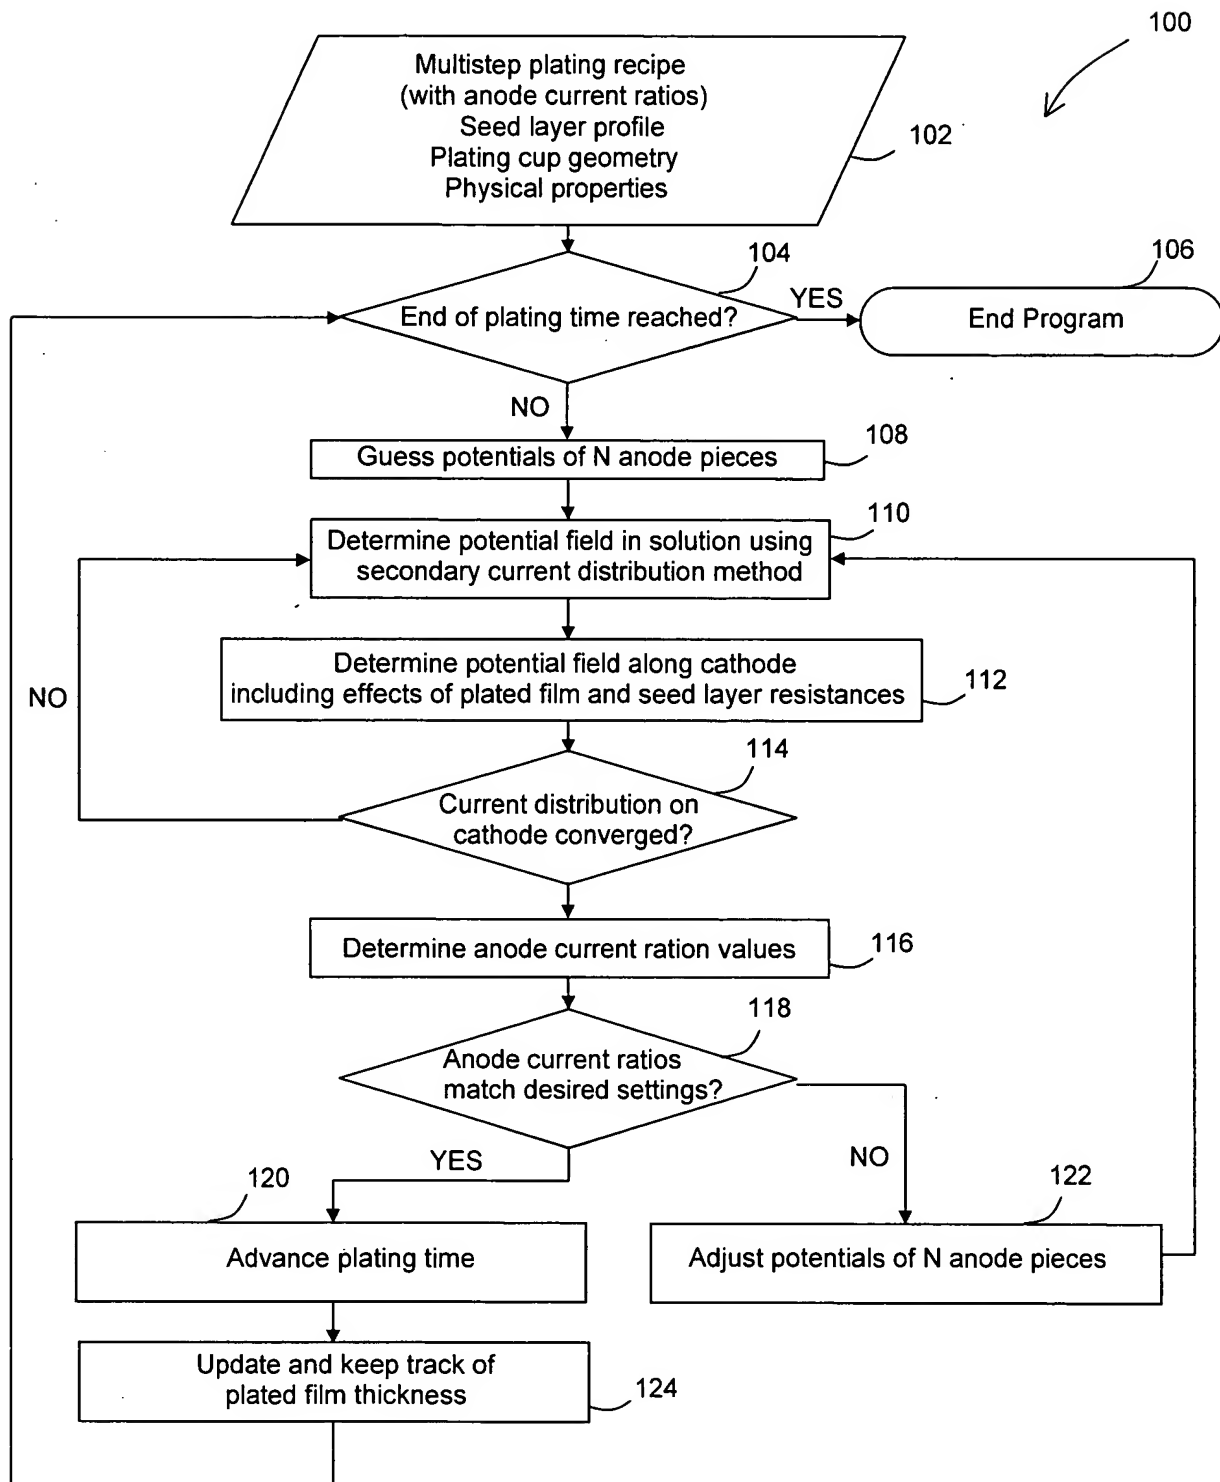 100
Multistep plating recipe
(with anode current ratios)
Seed layer profile
Plating cup geometry
Physical properties
102
104
106
End of plating time reached?
YES
End Program
NO
108
Guess potentials of N anode pieces
110
Determine potential field in solution using
secondary current distribution method
Determine potential field along cathode
including effects of plated film and seed layer resistances
112
NO
114
Current distribution on
cathode converged?
Determine anode current ration values
116
118
Anode current ratios
match desired settings?
YES
NO
120
122
Advance plating time
Adjust potentials of N anode pieces
Update and keep track of
plated film thickness
124